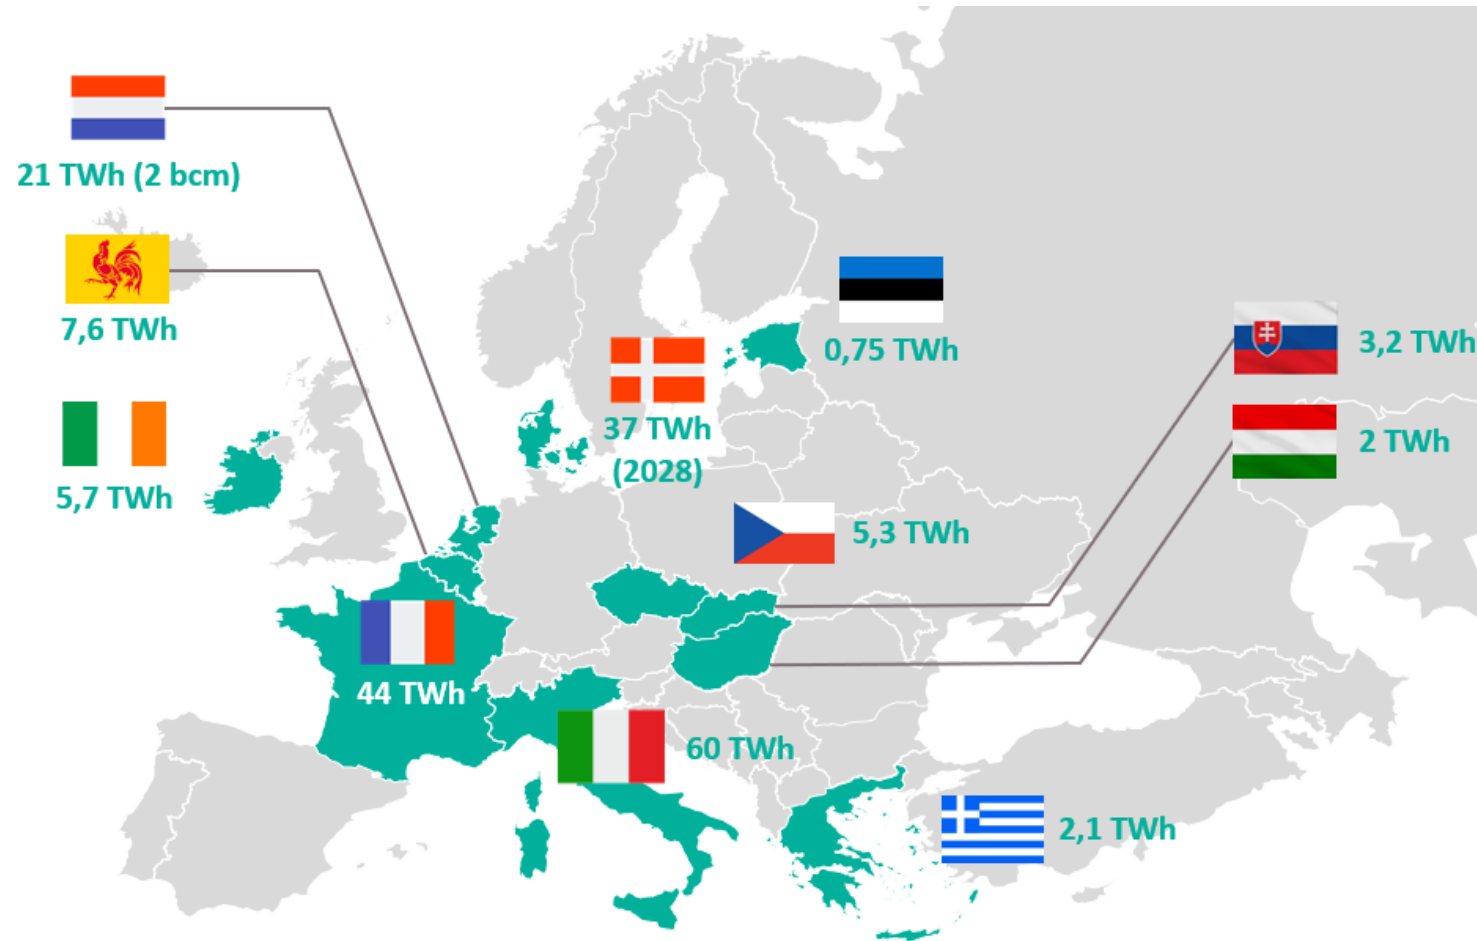 21 TWh (2 bcm)
7,6 TWh
5,7 TWh
0,75 TWh
37 TWh
(2028)
3,2 TWh
2 TWh
5,3 TWh
44 TWh
60 TWh
2,1 TWh